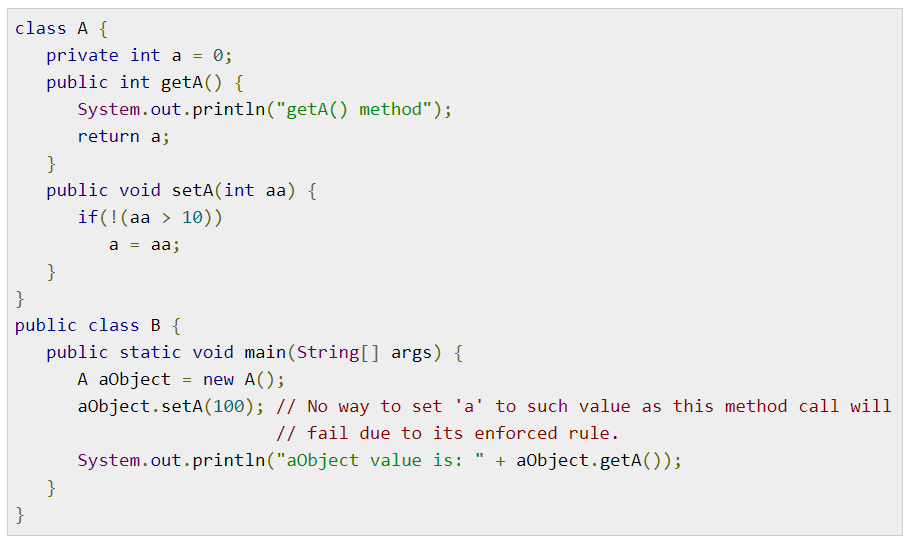 class A {
   private int a = 0;
   public int getA() {
      System.out.println("getA() method");
      return a;
   }
   public void setA(int aa) {
      if(!(aa > 10))
         a = aa;
   }
}
public class B {
   public static void main(String[] args) {
      A aObject = new A();
      aObject.setA(100); // No way to set 'a' to such value as this method call will
                         // fail due to its enforced rule.
      System.out.println("aObject value is: " + aObject.getA());
   }
}